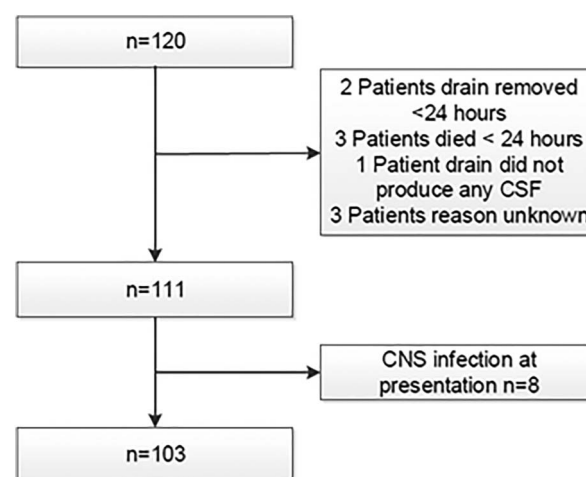 n=120
2 Patients drain removed
<24 hours
3 Patients died < 24 hours
1 Patient drain did not
produce any CSF
3 Patients reason unknown
n=111
CNS infection at
presentation n=8
n=103